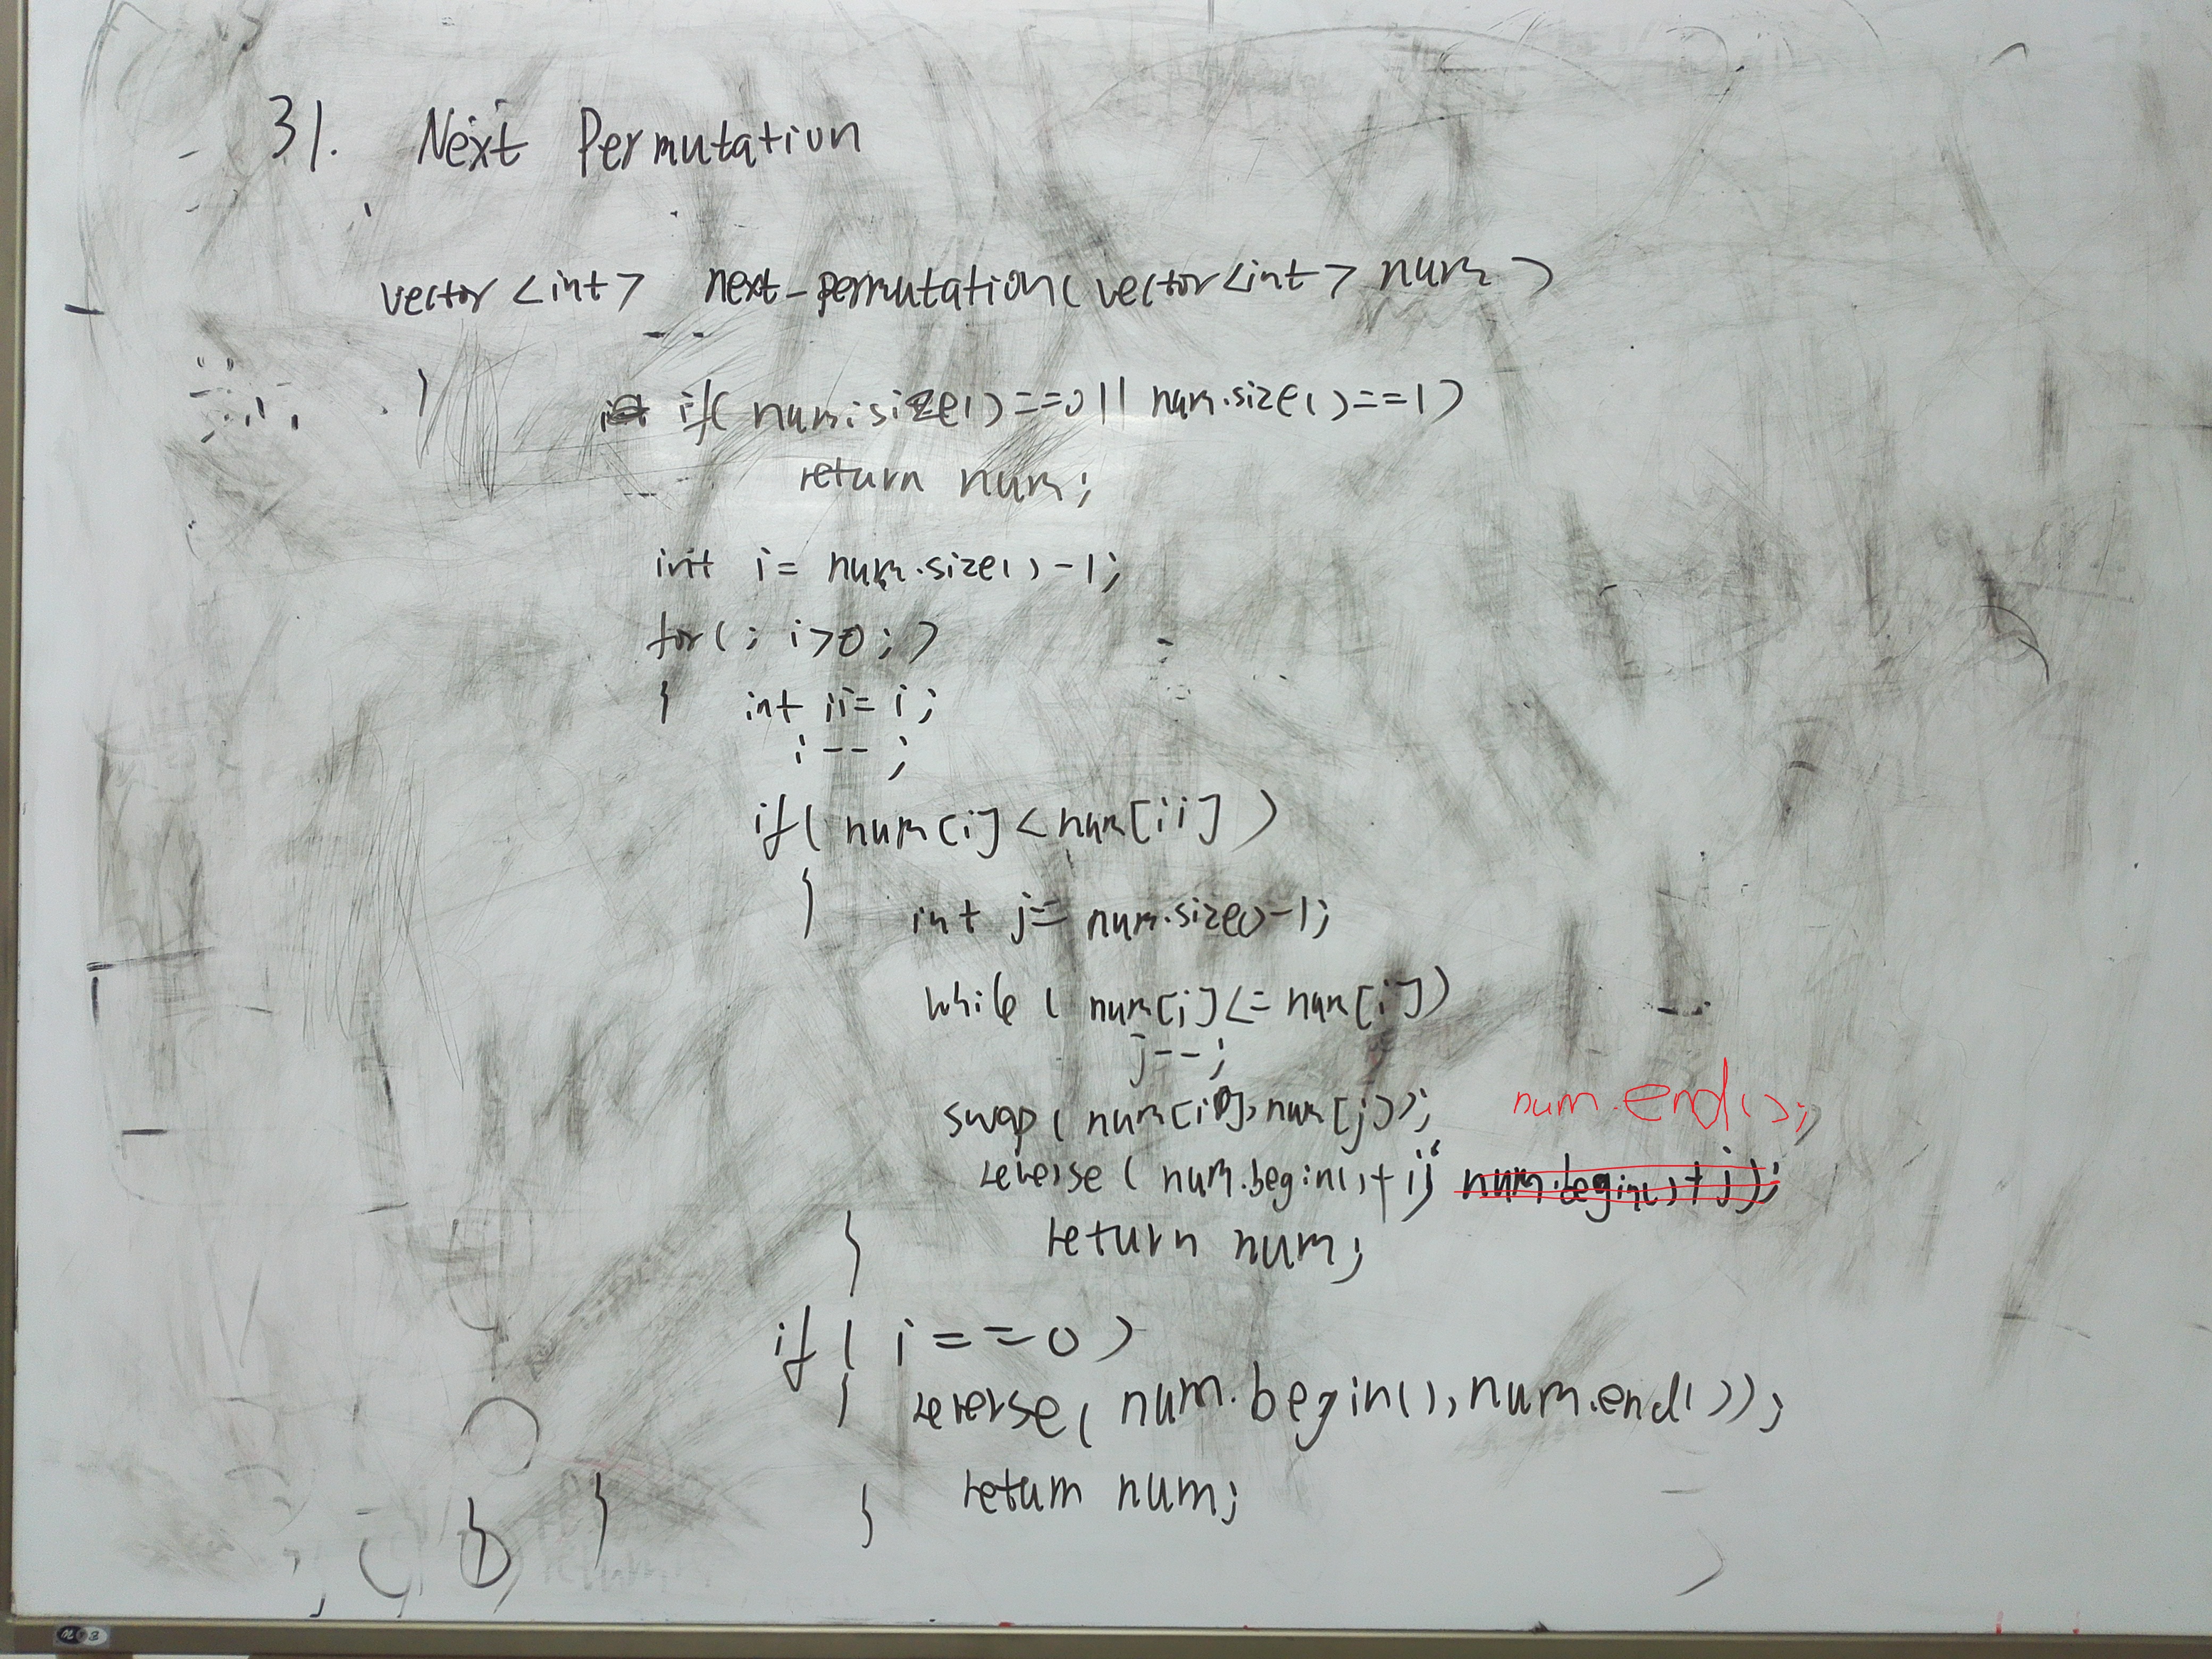 31. Next Permutation
vector <int> next_permutation(vector<int> num)
{ if( num.size()==0 || num.size()==1)
return num;
int i= num.size()-1;
for(; i>0; )
{ int ii= i;
i--;
if( num[i] < num[ii] )
{
int j= num.size()-1;
while ( num[j] <= num[i])
j--;
swap( num[i], num[j]); num.end();
reverse( num.begin()+ii, num.begin()+j);
} return num;
if( i==0)
{ reverse( num.begin(), num.end());
} } } return num;